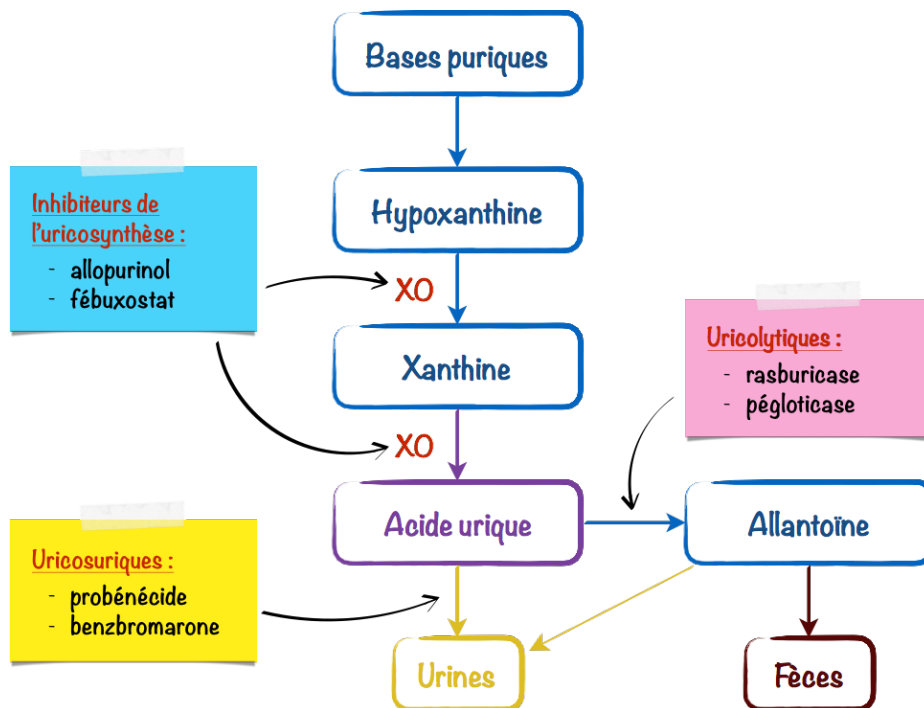 Bases puriques
Hypoxanthine
Inhibiteurs de
l'uricosynthèse :
- allopurinol
- fébuxostat
XO
Xanthine
Uricolytiques :
- rasburicase
- pégloticase
XO
Acide urique
Allantoïne
Uricosuriques :
- probénécide
- benzbromarone
Urines
Fèces